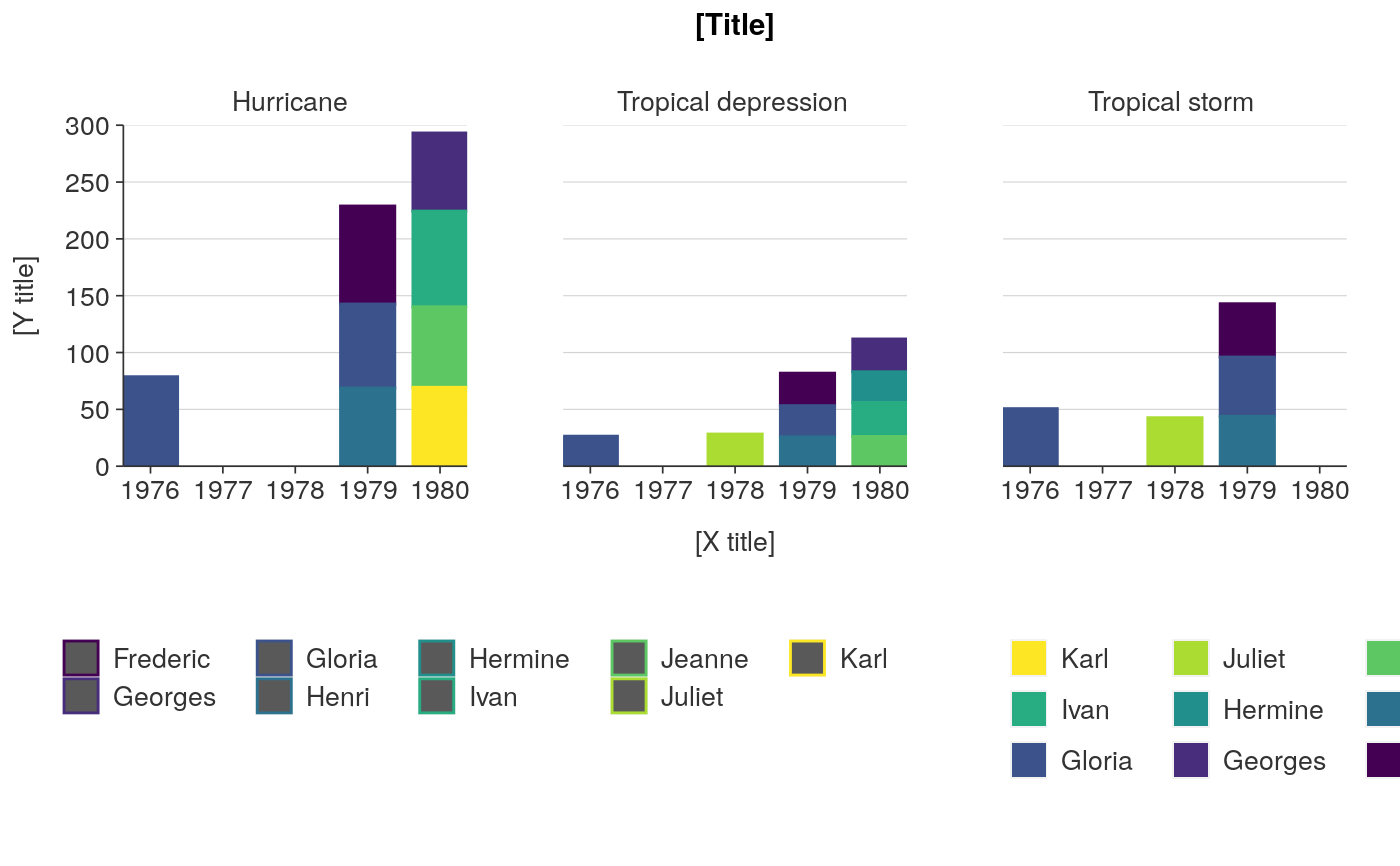 [Title]
Hurricane Tropical depression Tropical storm
300
250
200
150
100
50
0
[Y title]
1976 1977 1978 1979 1980 1976 1977 1978 1979 1980 1976 1977 1978 1979 1980
[X title]
Frederic Gloria Hermine Jeanne Karl
Georges Henri Ivan Juliet
Karl Juliet
Ivan Hermine
Gloria Georges